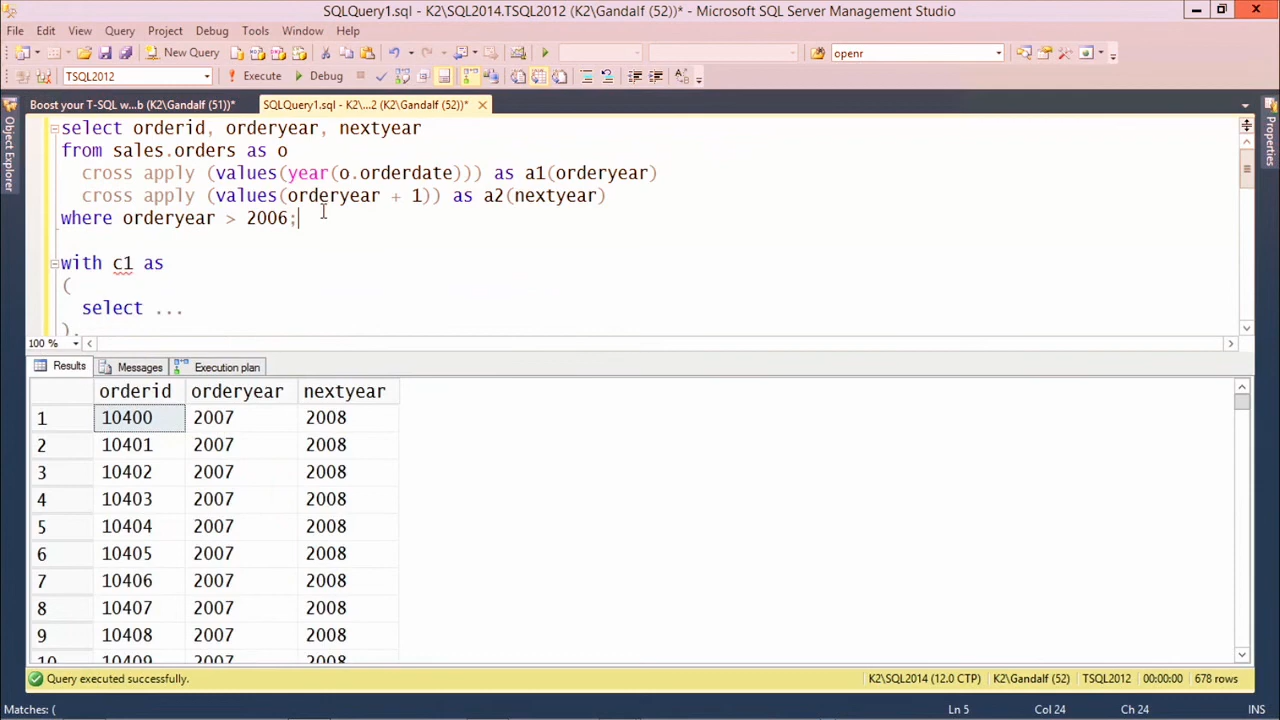 SQLQuery1.sql - K2\SQL2014.TSQL2012 (K2\Gandalf (52))* - Microsoft SQL Server Management Studio
File Edit View Query Project Debug Tools Window Help
New Query openr
TSQL2012 Execute Debug
Boost your T-SQL w...b (K2\Gandalf (51))* SQLQuery1.sql - K2\...2 (K2\Gandalf (52))*
Object Explorer
Properties
select orderid, orderyear, nextyear
from sales.orders as o
cross apply (values(year(o.orderdate))) as a1(orderyear)
cross apply (values(orderyear + 1)) as a2(nextyear)
where orderyear > 2006;
with c1 as
(
select ...
),
100 %
Results Messages Execution plan
orderid orderyear nextyear
1 10400 2007 2008
2 10401 2007 2008
3 10402 2007 2008
4 10403 2007 2008
5 10404 2007 2008
6 10405 2007 2008
7 10406 2007 2008
8 10407 2007 2008
9 10408 2007 2008
10 10409 2007 2008
Query executed successfully. K2\SQL2014 (12.0 CTP) K2\Gandalf (52) TSQL2012 00:00:00 678 rows
Matches: ( Ln 5 Col 24 Ch 24 INS